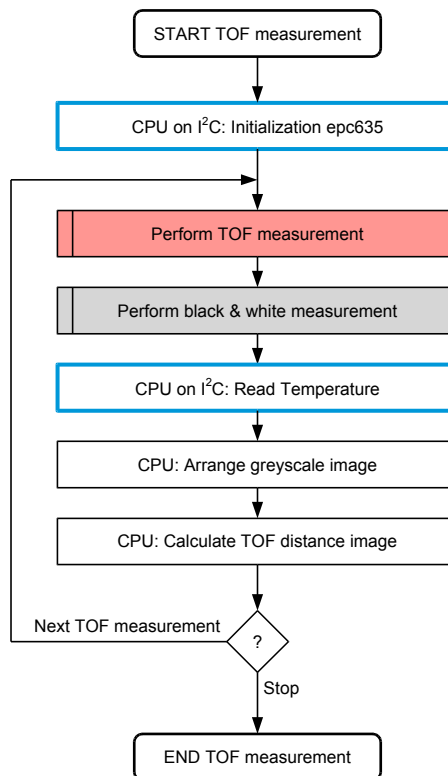 START TOF measurement
CPU on I²C: Initialization epc635
Perform TOF measurement
Perform black & white measurement
CPU on I²C: Read Temperature
CPU: Arrange greyscale image
CPU: Calculate TOF distance image
Next TOF measurement
?
Stop
END TOF measurement